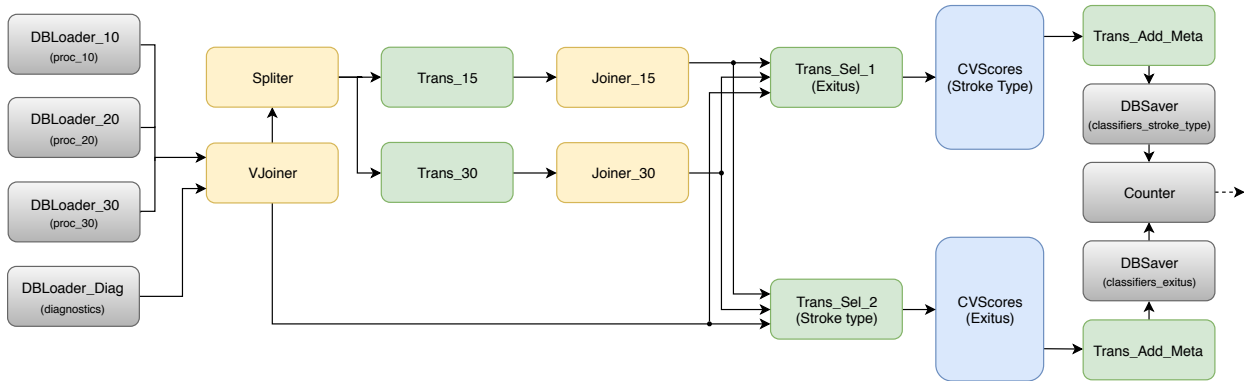 DBLoader_10
(proc_10)
DBLoader_20
(proc_20)
DBLoader_30
(proc_30)
DBLoader_Diag
(diagnostics)
Spliter
VJoiner
Trans_15
Trans_30
Joiner_15
Joiner_30
Trans_Sel_1
(Exitus)
Trans_Sel_2
(Stroke type)
CVScores
(Stroke Type)
CVScores
(Exitus)
Trans_Add_Meta
DBSaver
(classifiers_stroke_type)
Counter
DBSaver
(classifiers_exitus)
Trans_Add_Meta